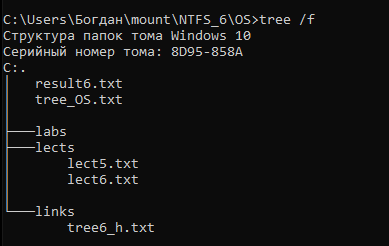 C:\Users\Богдан\mount\NTFS_6\OS>tree /f
Структура папок тома Windows 10
Серийный номер тома: 8D95-858A
C:.
│   result6.txt
│   tree_OS.txt
│
├───labs
├───lects
│       lect5.txt
│       lect6.txt
│
└───links
        tree6_h.txt